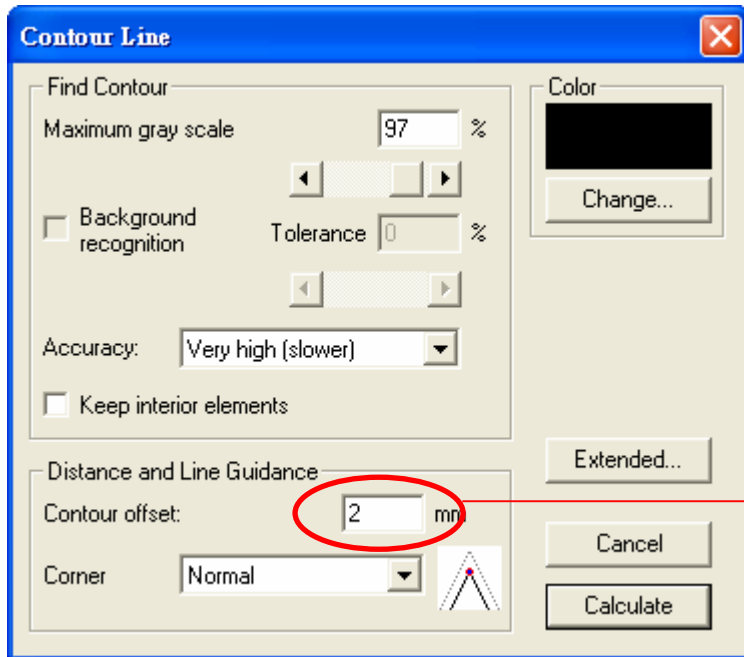 Contour Line
Find Contour
Maximum gray scale 97 %
Background
recognition
Tolerance 0 %
Accuracy: Very high (slower)
Keep interior elements
Distance and Line Guidance
Contour offset: 2 mm
Corner Normal
Color
Change...
Extended...
Cancel
Calculate